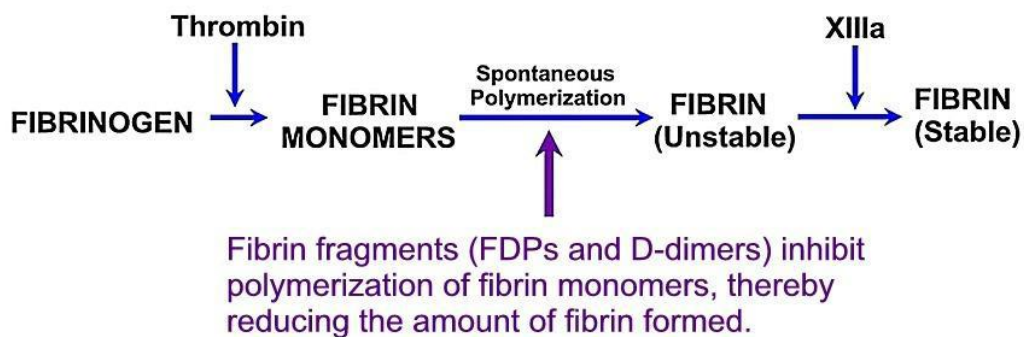 Thrombin
XIIIa
Spontaneous
Polymerization
FIBRINOGEN
FIBRIN
MONOMERS
FIBRIN
(Unstable)
FIBRIN
(Stable)
Fibrin fragments (FDPs and D-dimers) inhibit
polymerization of fibrin monomers, thereby
reducing the amount of fibrin formed.